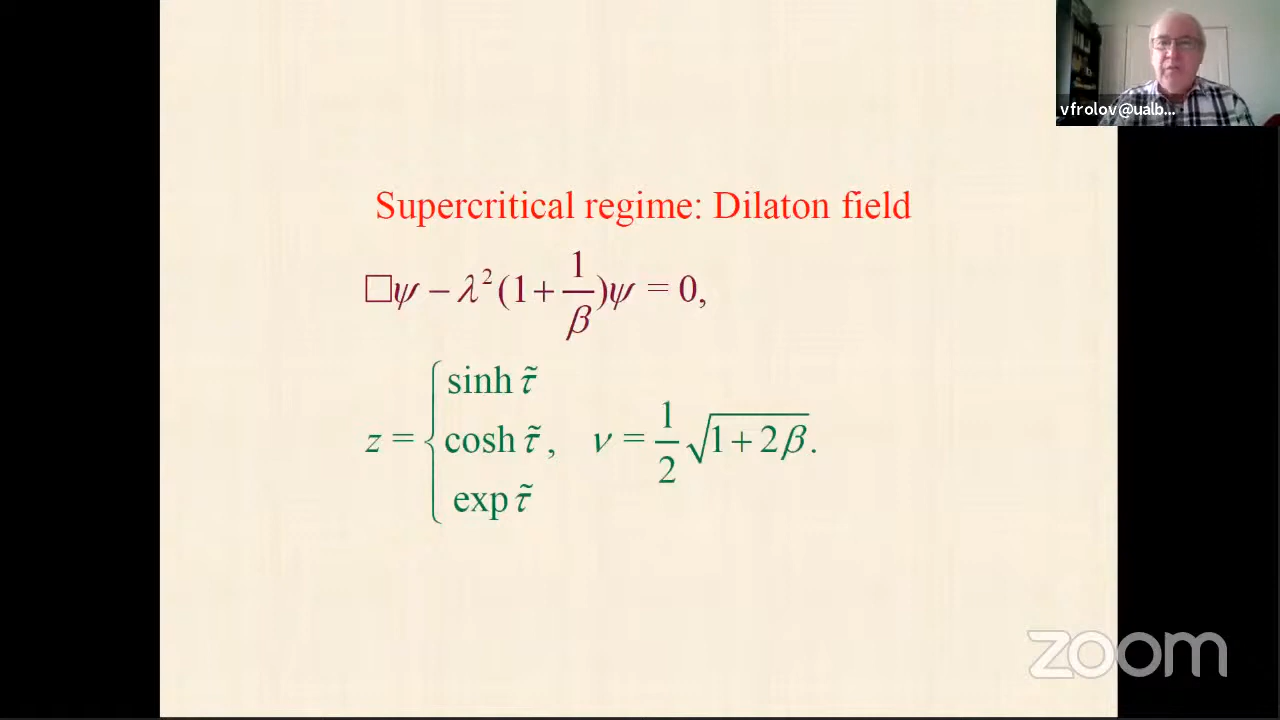 vfrolov@ualb...
Supercritical regime: Dilaton field
□ψ − λ²(1 + 1/β)ψ = 0,
z = { sinh τ̃
cosh τ̃ , ν = 1/2 √(1 + 2β).
exp τ̃
zoom